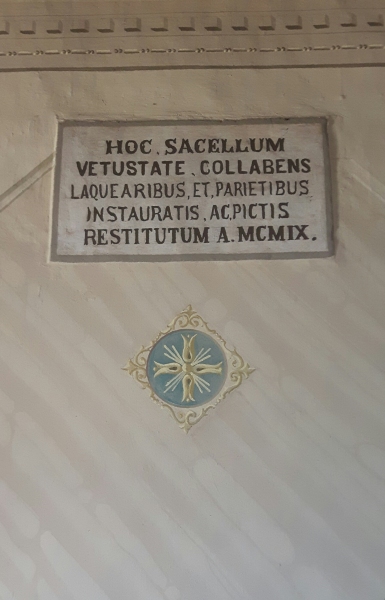 HOC . SACELLUM
VETUSTATE . COLLABENS
LAQUEARIBUS, ET, PARIETIBUS
INSTAURATIS . AC, PICTIS
RESTITUTUM A. MCMIX.